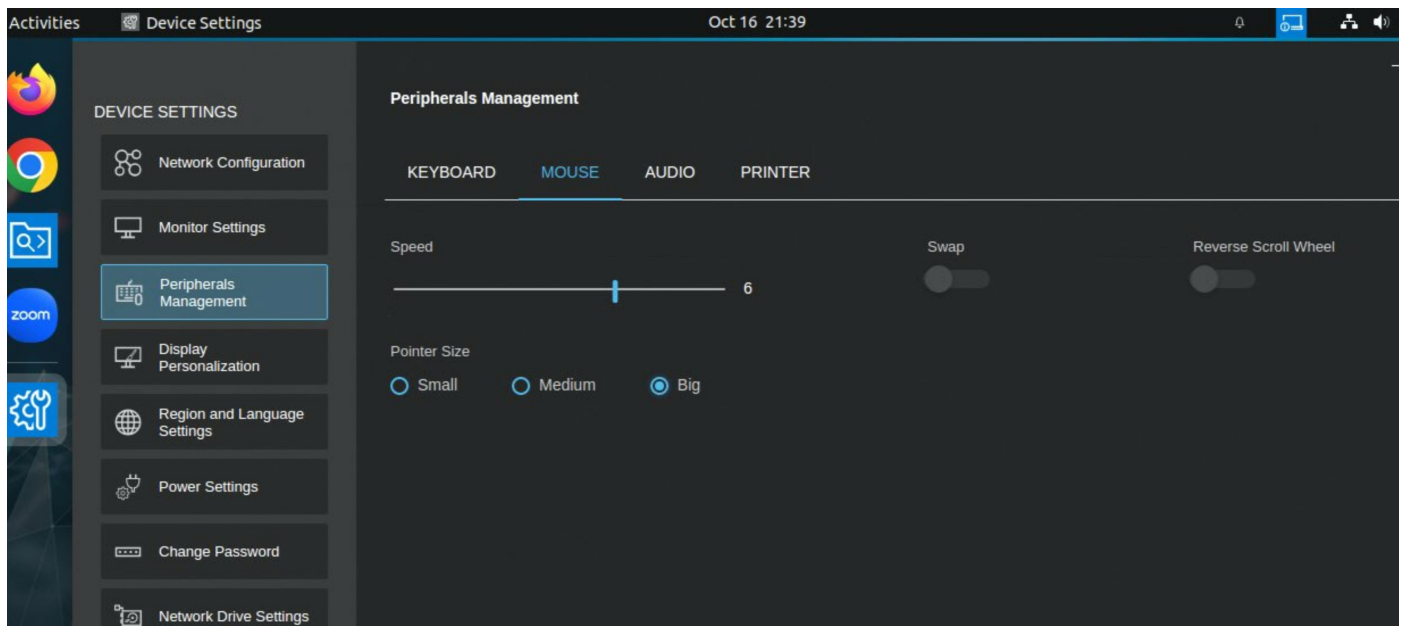 Activities
Device Settings
Oct 16 21:39
zoom
DEVICE SETTINGS
Network Configuration
Monitor Settings
Peripherals
Management
Display
Personalization
Region and Language
Settings
Power Settings
Change Password
Network Drive Settings
Peripherals Management
KEYBOARD
MOUSE
AUDIO
PRINTER
Speed
6
Swap
Reverse Scroll Wheel
Pointer Size
Small
Medium
Big